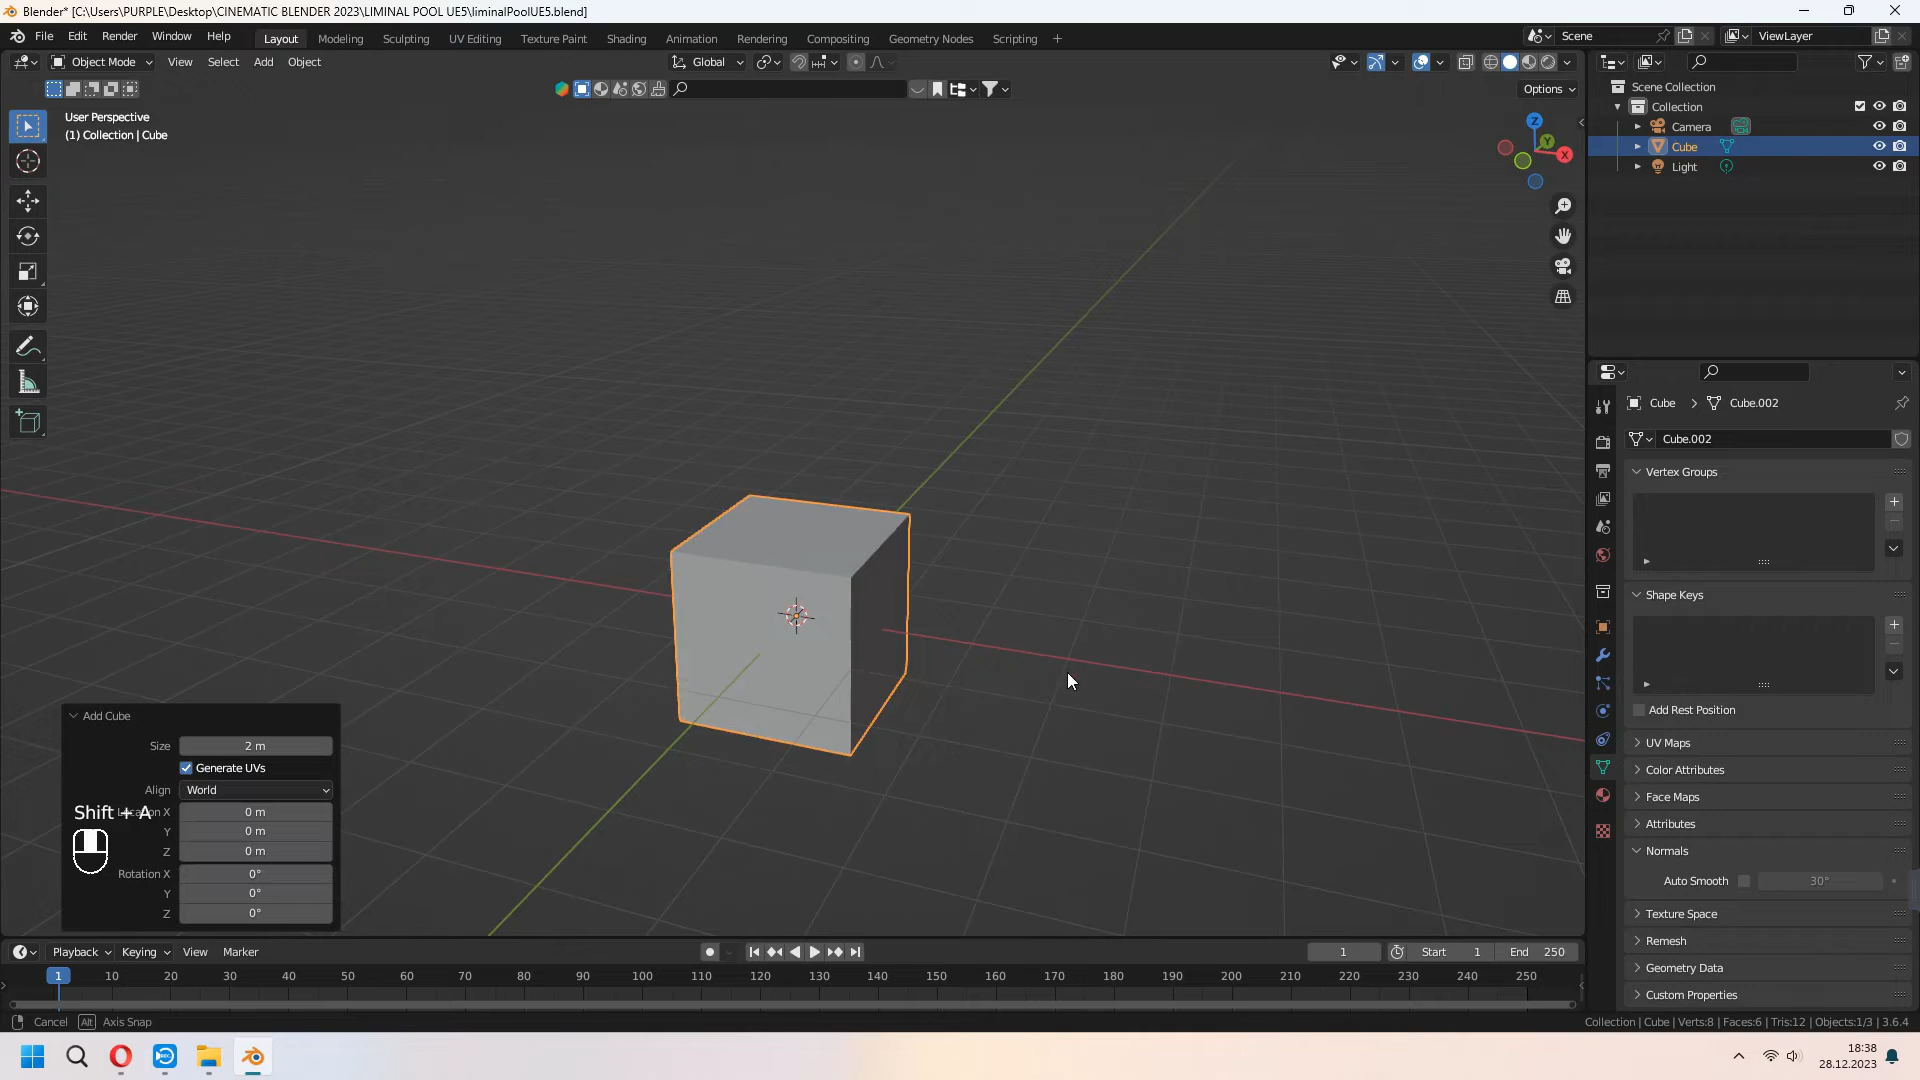 Blender* [C:\Users\PURPLE\Desktop\CINEMATIC BLENDER 2023\LIMINAL POOL UE5\liminalPoolUE5.blend]
File Edit Render Window Help Layout Modeling Sculpting UV Editing Texture Paint Shading Animation Rendering Compositing Geometry Nodes Scripting + Scene ViewLayer
Object Mode View Select Add Object Global
Options
User Perspective
(1) Collection | Cube
Z
Y
X
Scene Collection
Collection
Camera
Cube
Light
Cube > Cube.002
Cube.002
Vertex Groups
Shape Keys
Add Rest Position
UV Maps
Color Attributes
Face Maps
Attributes
Normals
Auto Smooth 30°
Texture Space
Remesh
Geometry Data
Custom Properties
Add Cube
Size 2 m
Generate UVs
Align World
Shift + A
X 0 m
Y 0 m
Z 0 m
Rotation X 0°
Y 0°
Z 0°
Playback Keying View Marker 1 Start 1 End 250
1 10 20 30 40 50 60 70 80 90 100 110 120 130 140 150 160 170 180 190 200 210 220 230 240 250
Cancel Alt Axis Snap
Collection | Cube | Verts:8 | Faces:6 | Tris:12 | Objects:1/3 | 3.6.4
REC
18:38
28.12.2023